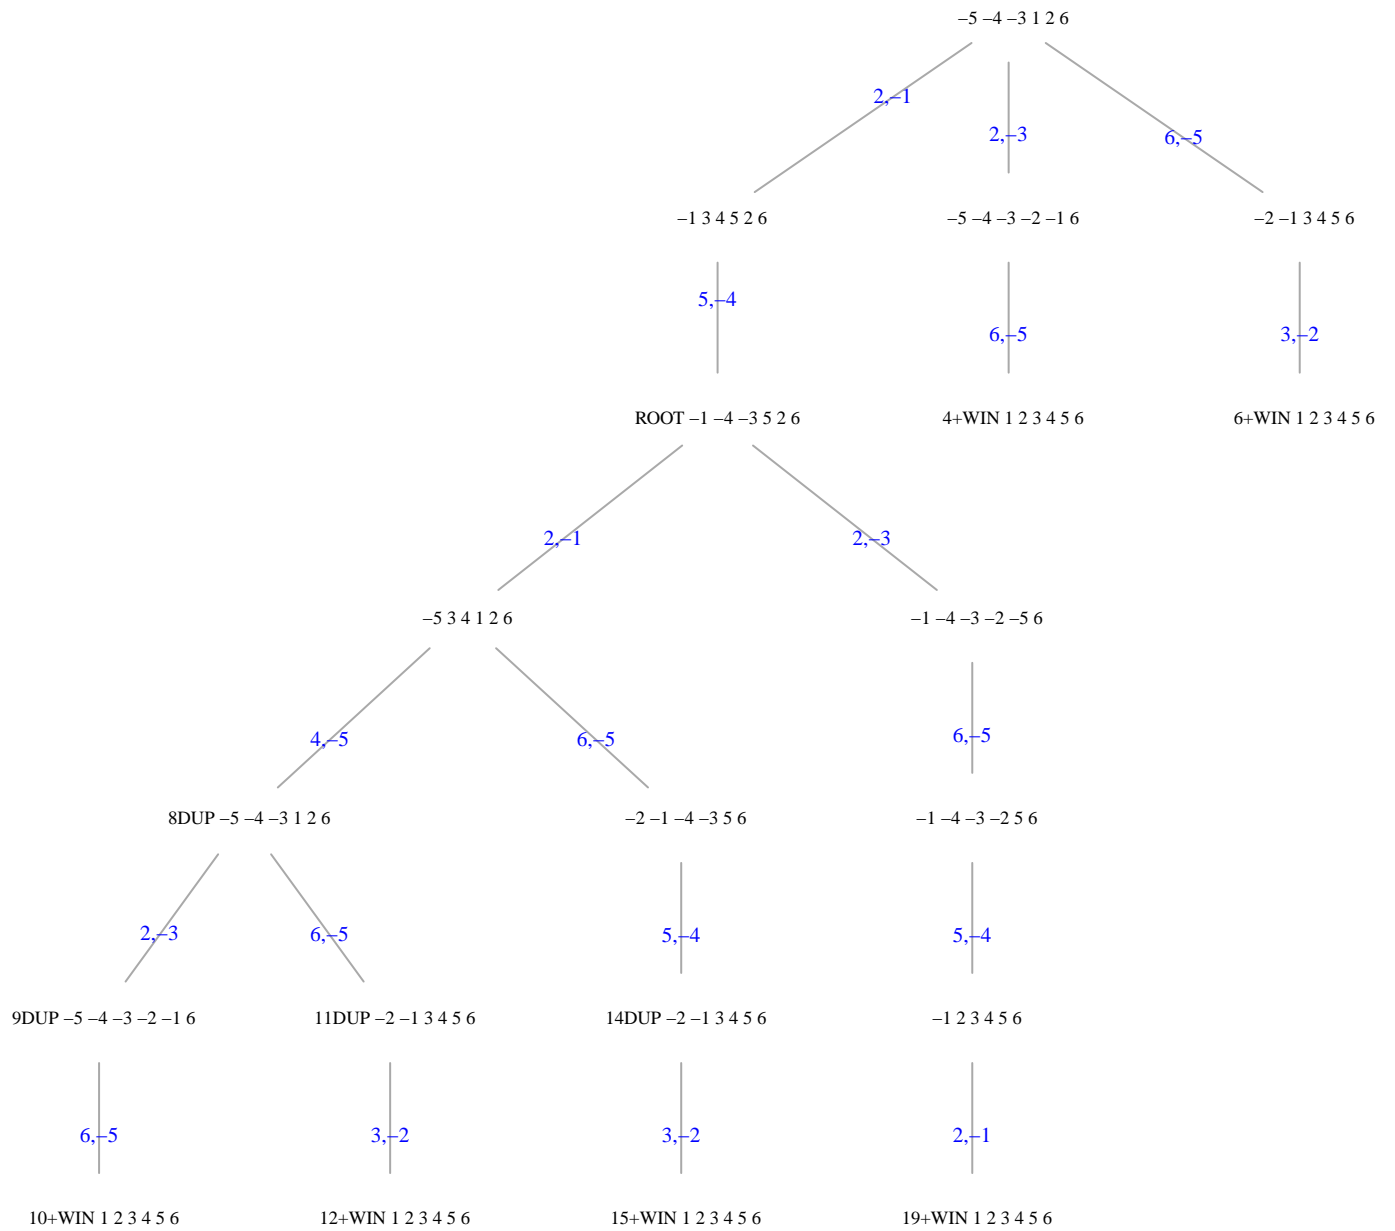 –5 –4 –3 1 2 6
2,–1
2,–3
6,–5
–1 3 4 5 2 6
–5 –4 –3 –2 –1 6
–2 –1 3 4 5 6
5,–4
6,–5
3,–2
ROOT –1 –4 –3 5 2 6
4+WIN 1 2 3 4 5 6
6+WIN 1 2 3 4 5 6
2,–1
2,–3
–5 3 4 1 2 6
–1 –4 –3 –2 –5 6
4,–5
6,–5
6,–5
8DUP –5 –4 –3 1 2 6
–2 –1 –4 –3 5 6
–1 –4 –3 –2 5 6
2,–3
6,–5
5,–4
5,–4
9DUP –5 –4 –3 –2 –1 6
11DUP –2 –1 3 4 5 6
14DUP –2 –1 3 4 5 6
–1 2 3 4 5 6
6,–5
3,–2
3,–2
2,–1
10+WIN 1 2 3 4 5 6
12+WIN 1 2 3 4 5 6
15+WIN 1 2 3 4 5 6
19+WIN 1 2 3 4 5 6